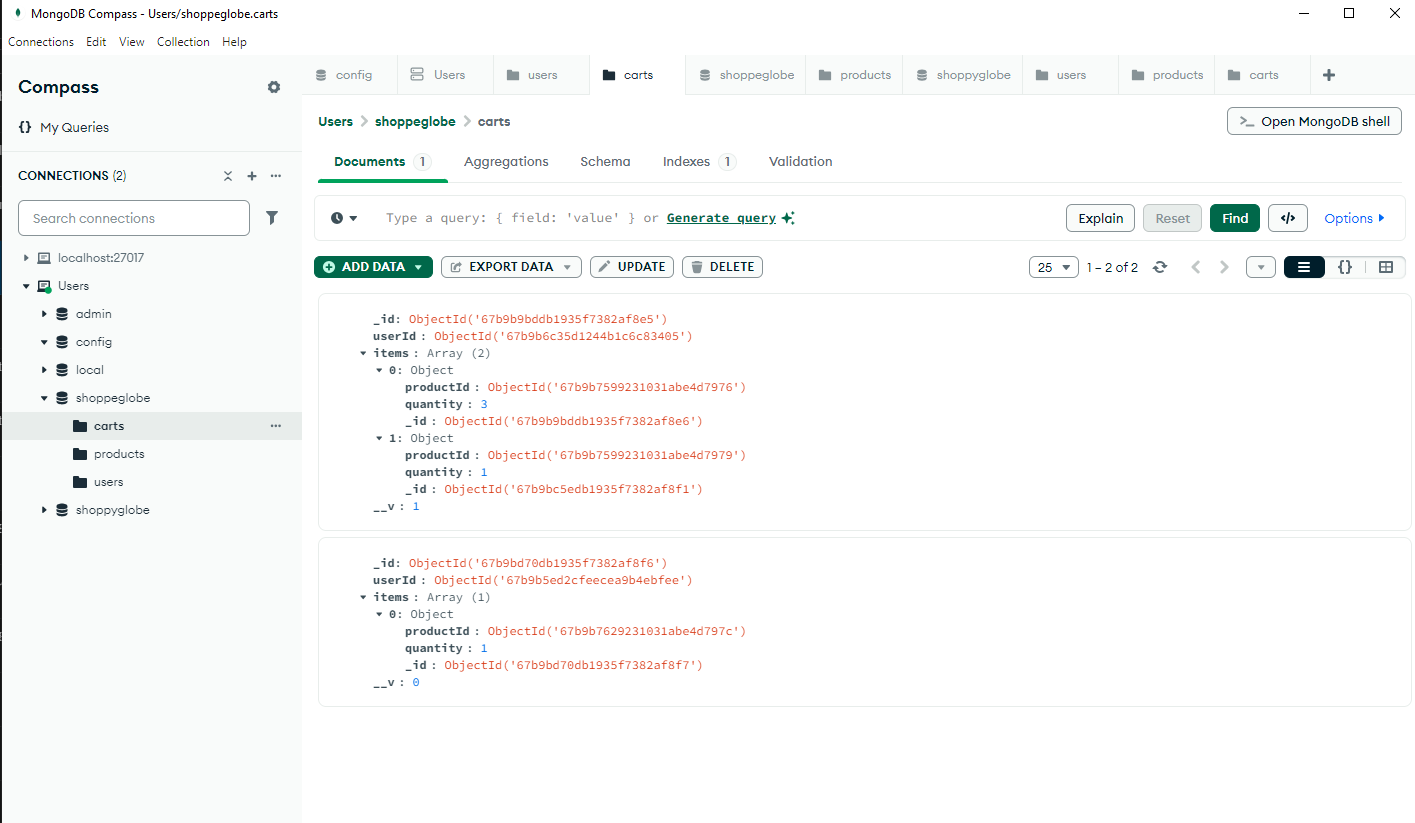 MongoDB Compass - Users/shoppeglobe.carts
Connections Edit View Collection Help
Compass
My Queries
CONNECTIONS (2)
Search connections
localhost:27017
Users
admin
config
local
shoppeglobe
carts
products
users
shoppyglobe
config Users users carts shoppeglobe products shoppyglobe users products carts
Users > shoppeglobe > carts
>_ Open MongoDB shell
Documents 1 Aggregations Schema Indexes 1 Validation
Type a query: { field: 'value' } or Generate query
Explain Reset Find </> Options
ADD DATA EXPORT DATA UPDATE DELETE
25 1 – 2 of 2 {}
_id: ObjectId('67b9b9bddb1935f7382af8e5')
userId : ObjectId('67b9b6c35d1244b1c6c83405')
items : Array (2)
0: Object
productId : ObjectId('67b9b7599231031abe4d7976')
quantity : 3
_id : ObjectId('67b9b9bddb1935f7382af8e6')
1: Object
productId : ObjectId('67b9b7599231031abe4d7979')
quantity : 1
_id : ObjectId('67b9bc5edb1935f7382af8f1')
__v : 1
_id: ObjectId('67b9bd70db1935f7382af8f6')
userId : ObjectId('67b9b5ed2cfeecea9b4ebfee')
items : Array (1)
0: Object
productId : ObjectId('67b9b7629231031abe4d797c')
quantity : 1
_id : ObjectId('67b9bd70db1935f7382af8f7')
__v : 0